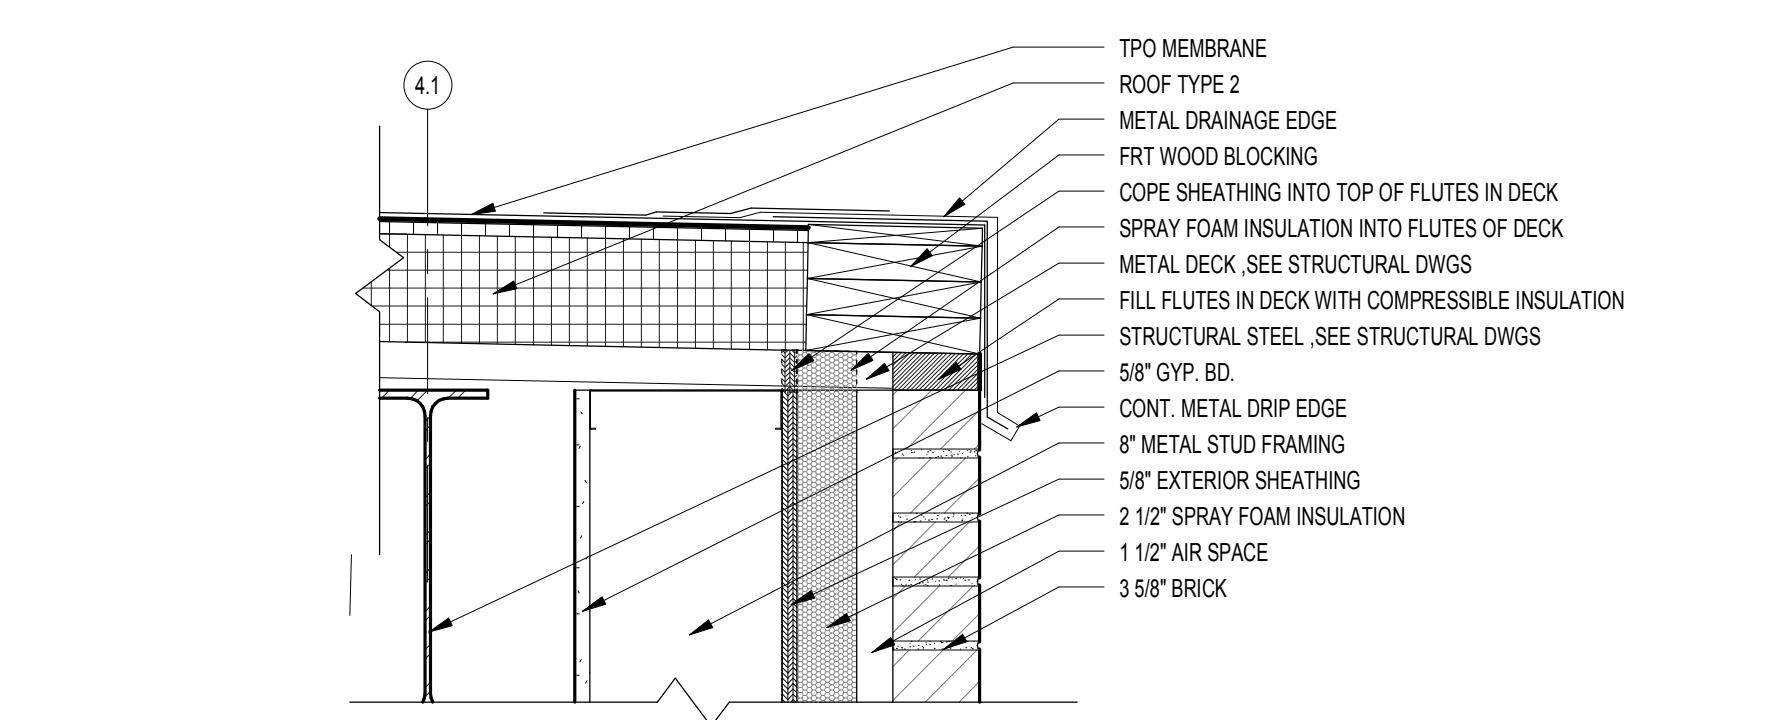 TPO MEMBRANE
4.1
ROOF TYPE 2
METAL DRAINAGE EDGE
FRT WOOD BLOCKING
COPE SHEATHING INTO TOP OF FLUTES IN DECK
SPRAY FOAM INSULATION INTO FLUTES OF DECK
METAL DECK ,SEE STRUCTURAL DWGS
FILL FLUTES IN DECK WITH COMPRESSIBLE INSULATION
STRUCTURAL STEEL ,SEE STRUCTURAL DWGS
5/8" GYP. BD.
CONT. METAL DRIP EDGE
8" METAL STUD FRAMING
5/8" EXTERIOR SHEATHING
2 1/2" SPRAY FOAM INSULATION
1 1/2" AIR SPACE
3 5/8" BRICK